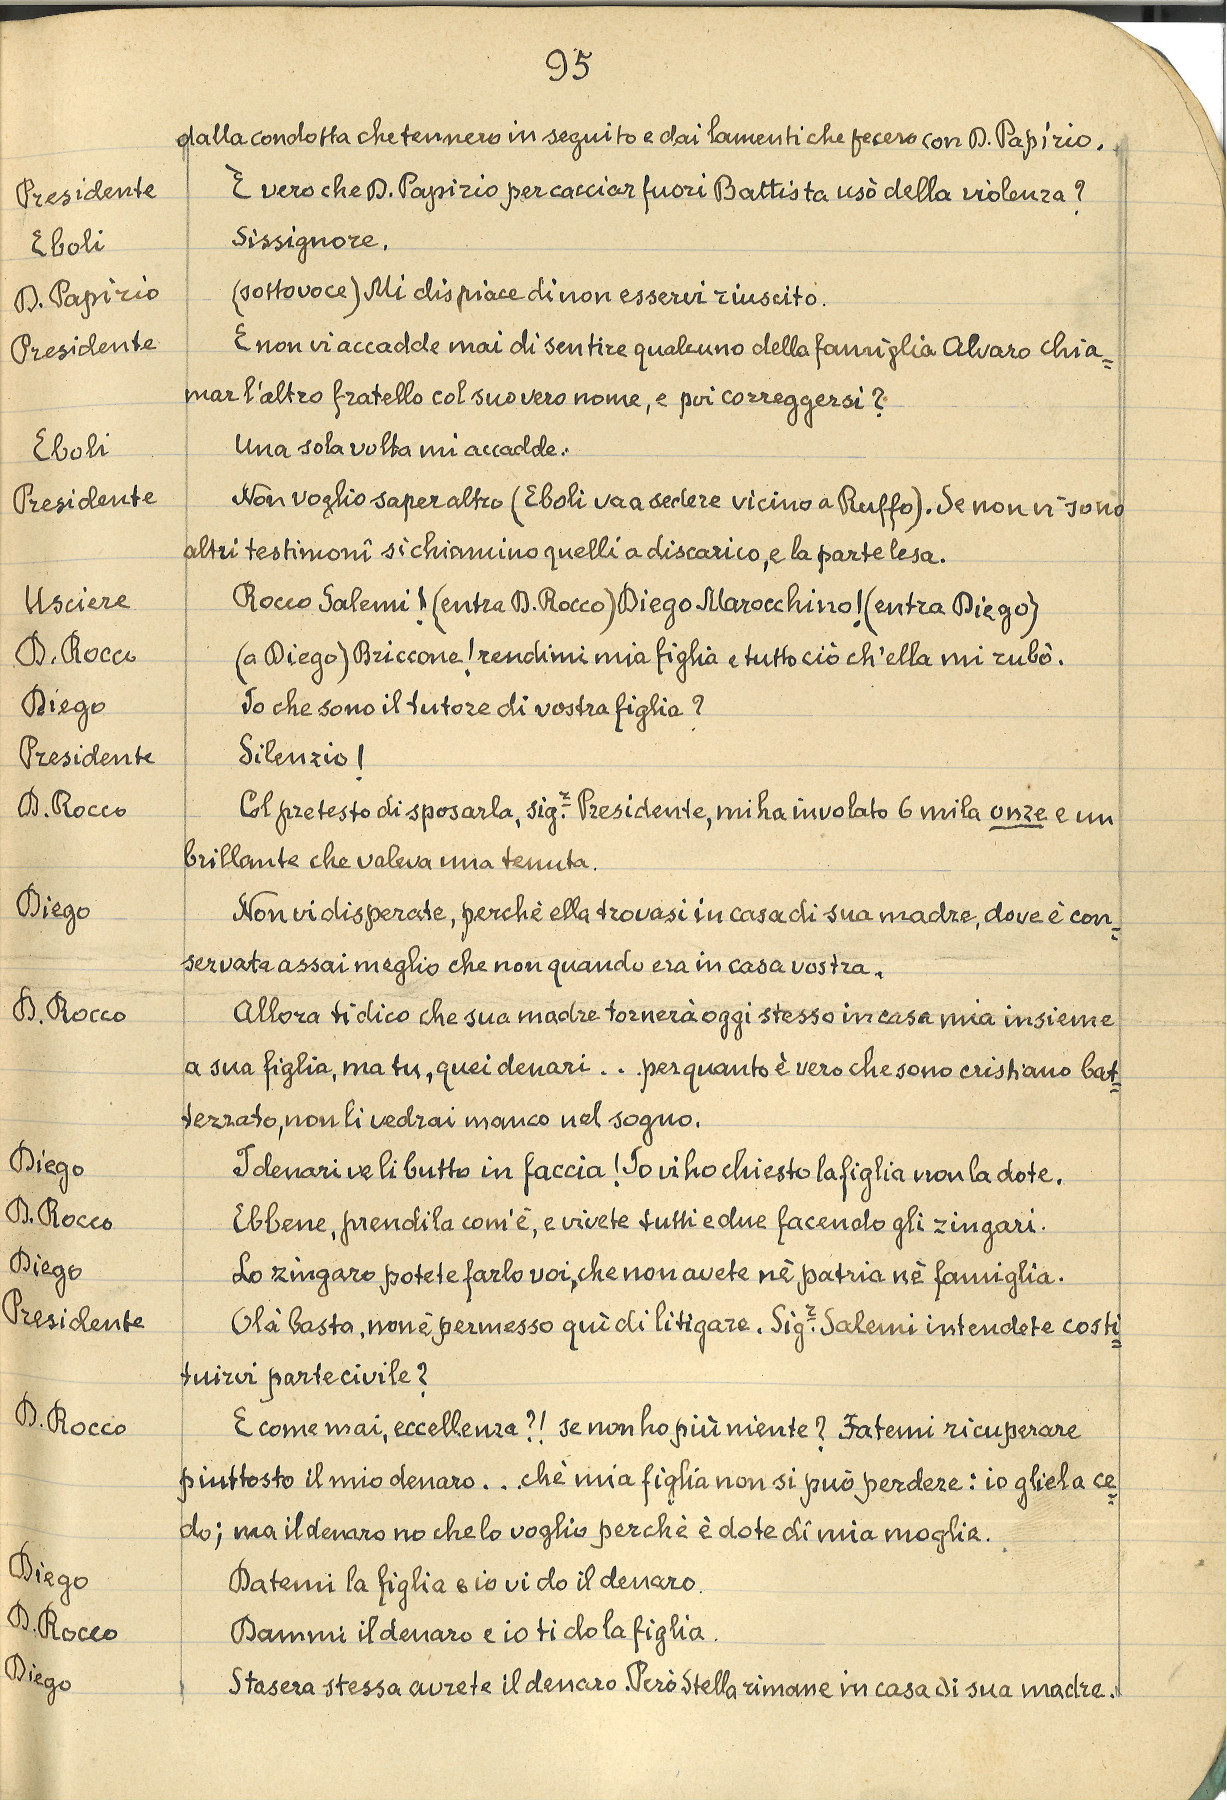 95
dalla condotta che tennero in seguito e dai lamenti che fecero con D. Papirio.
Presidente È vero che D. Papirio per cacciar fuori Battista usò della violenza?
Eboli Sissignore.
D. Papirio (sottovoce) Mi dispiace di non esservi riuscito.
Presidente E non vi accadde mai di sentire qualcuno della famiglia Alvaro chia=
mar l'altro fratello col suo vero nome, e poi correggersi?
Eboli Una sola volta mi accadde.
Presidente Non voglio saper altro (Eboli va a sedere vicino a Ruffo). Se non vi sono
altri testimonî si chiamino quelli a discarico, e la parte lesa.
Usciere Rocco Salemi! (entra D. Rocco) Diego Marocchino! (entra Diego)
D. Rocco (a Diego) Briccone! rendimi mia figlia e tutto ciò ch'ella mi rubò.
Diego Io che sono il tutore di vostra figlia?
Presidente Silenzio!
D. Rocco Col pretesto di sposarla, sig.r Presidente, mi ha involato 6 mila onze e un
brillante che valeva una tenuta.
Diego Non vi disperate, perchè ella trovasi in casa di sua madre, dove è con=
servata assai meglio che non quando era in casa vostra.
D. Rocco Allora ti dico che sua madre tornerà oggi stesso in casa mia insieme
a sua figlia, ma tu, quei denari . . . per quanto è vero che sono cristiano bat=
tezzato, non li vedrai manco nel sogno.
Diego I denari ve li butto in faccia! Io vi ho chiesto la figlia non la dote.
D. Rocco Ebbene, prendila com'è, e vivete tutti e due facendo gli zingari.
Diego Lo zingaro potete farlo voi, che non avete nè patria nè famiglia.
Presidente Olà basta, non è permesso quì di litigare. Sig.r Salemi intendete costi=
tuirvi parte civile?
D. Rocco E come mai, eccellenza?! se non ho più niente? Fatemi ricuperare
piuttosto il mio denaro . . . chè mia figlia non si può perdere: io gliela ce=
do; ma il denaro no che lo voglio perchè è dote di mia moglie.
Diego Datemi la figlia e io vi do il denaro.
D. Rocco Dammi il denaro e io ti do la figlia.
Diego Stasera stessa avrete il denaro. Però Stella rimane in casa di sua madre.